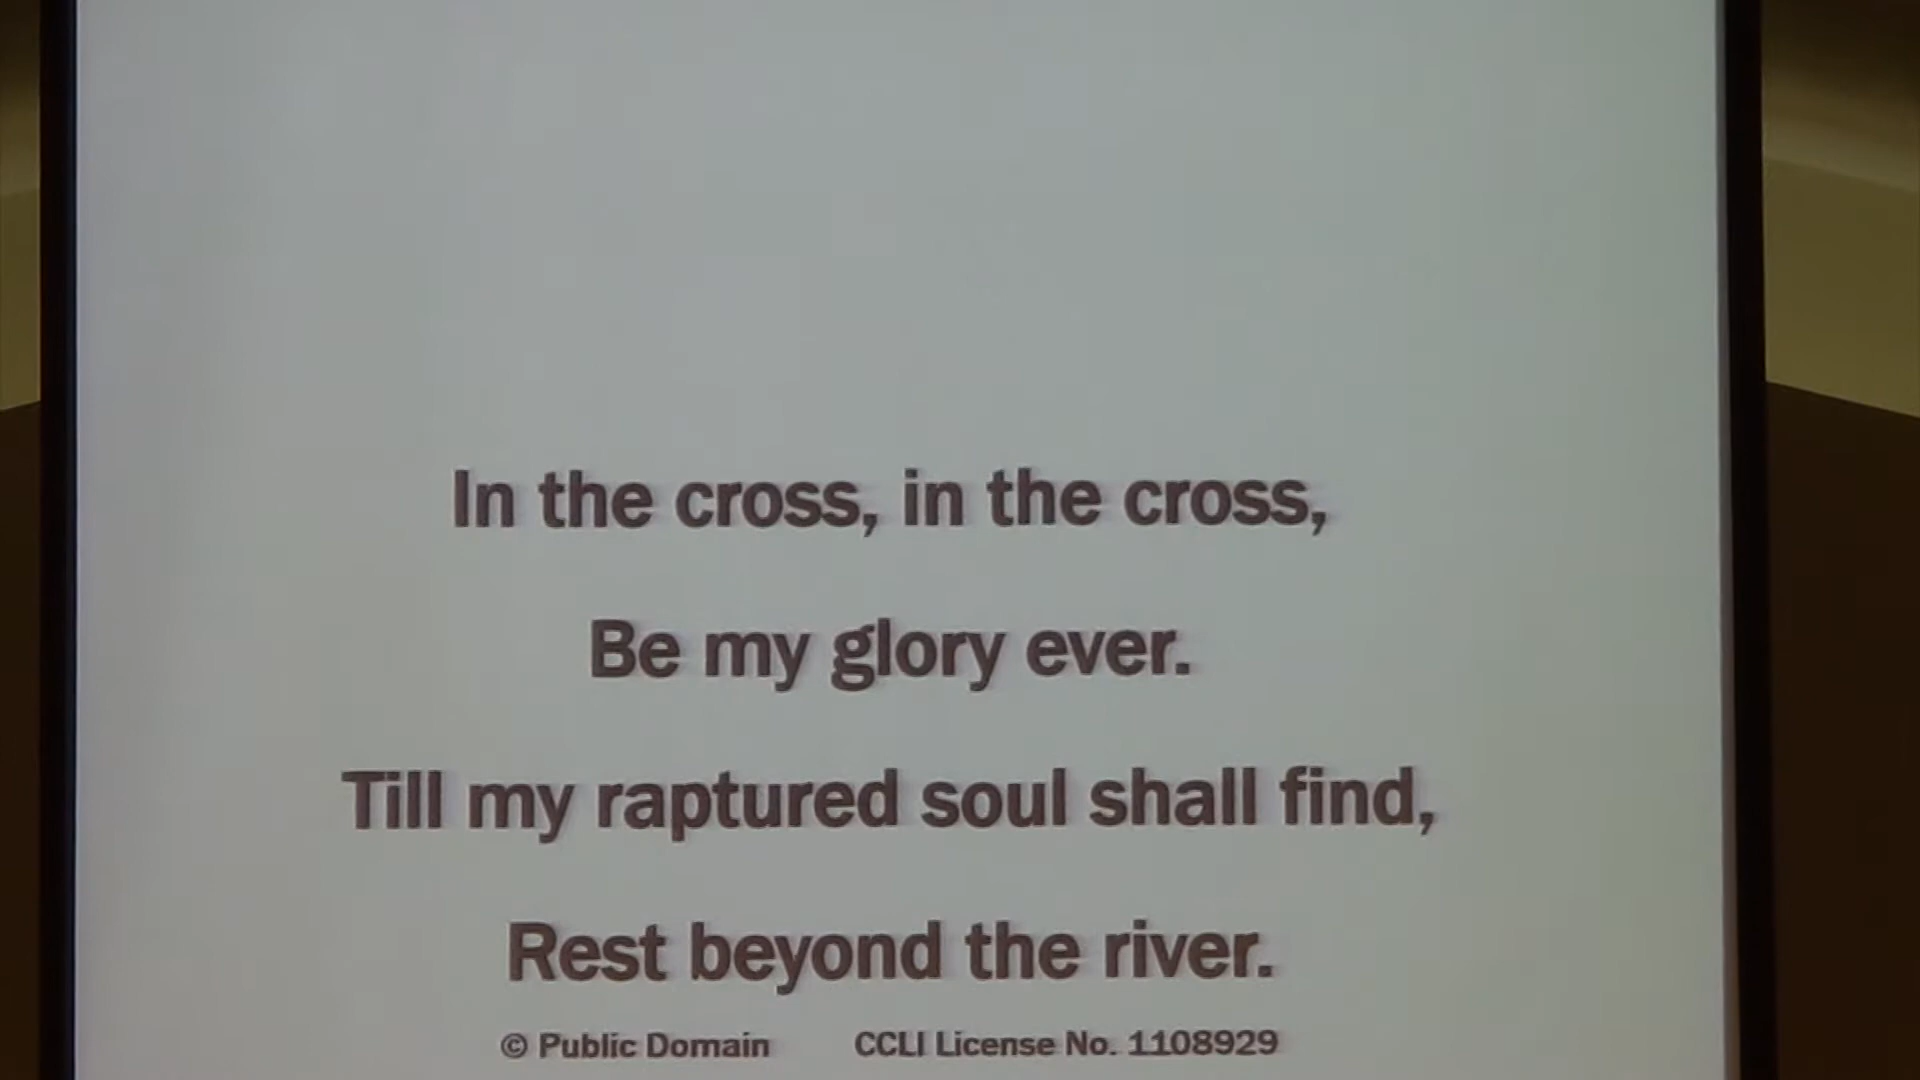 In the cross, in the cross,
Be my glory ever.
Till my raptured soul shall find,
Rest beyond the river.
© Public Domain CCLI License No. 1108929